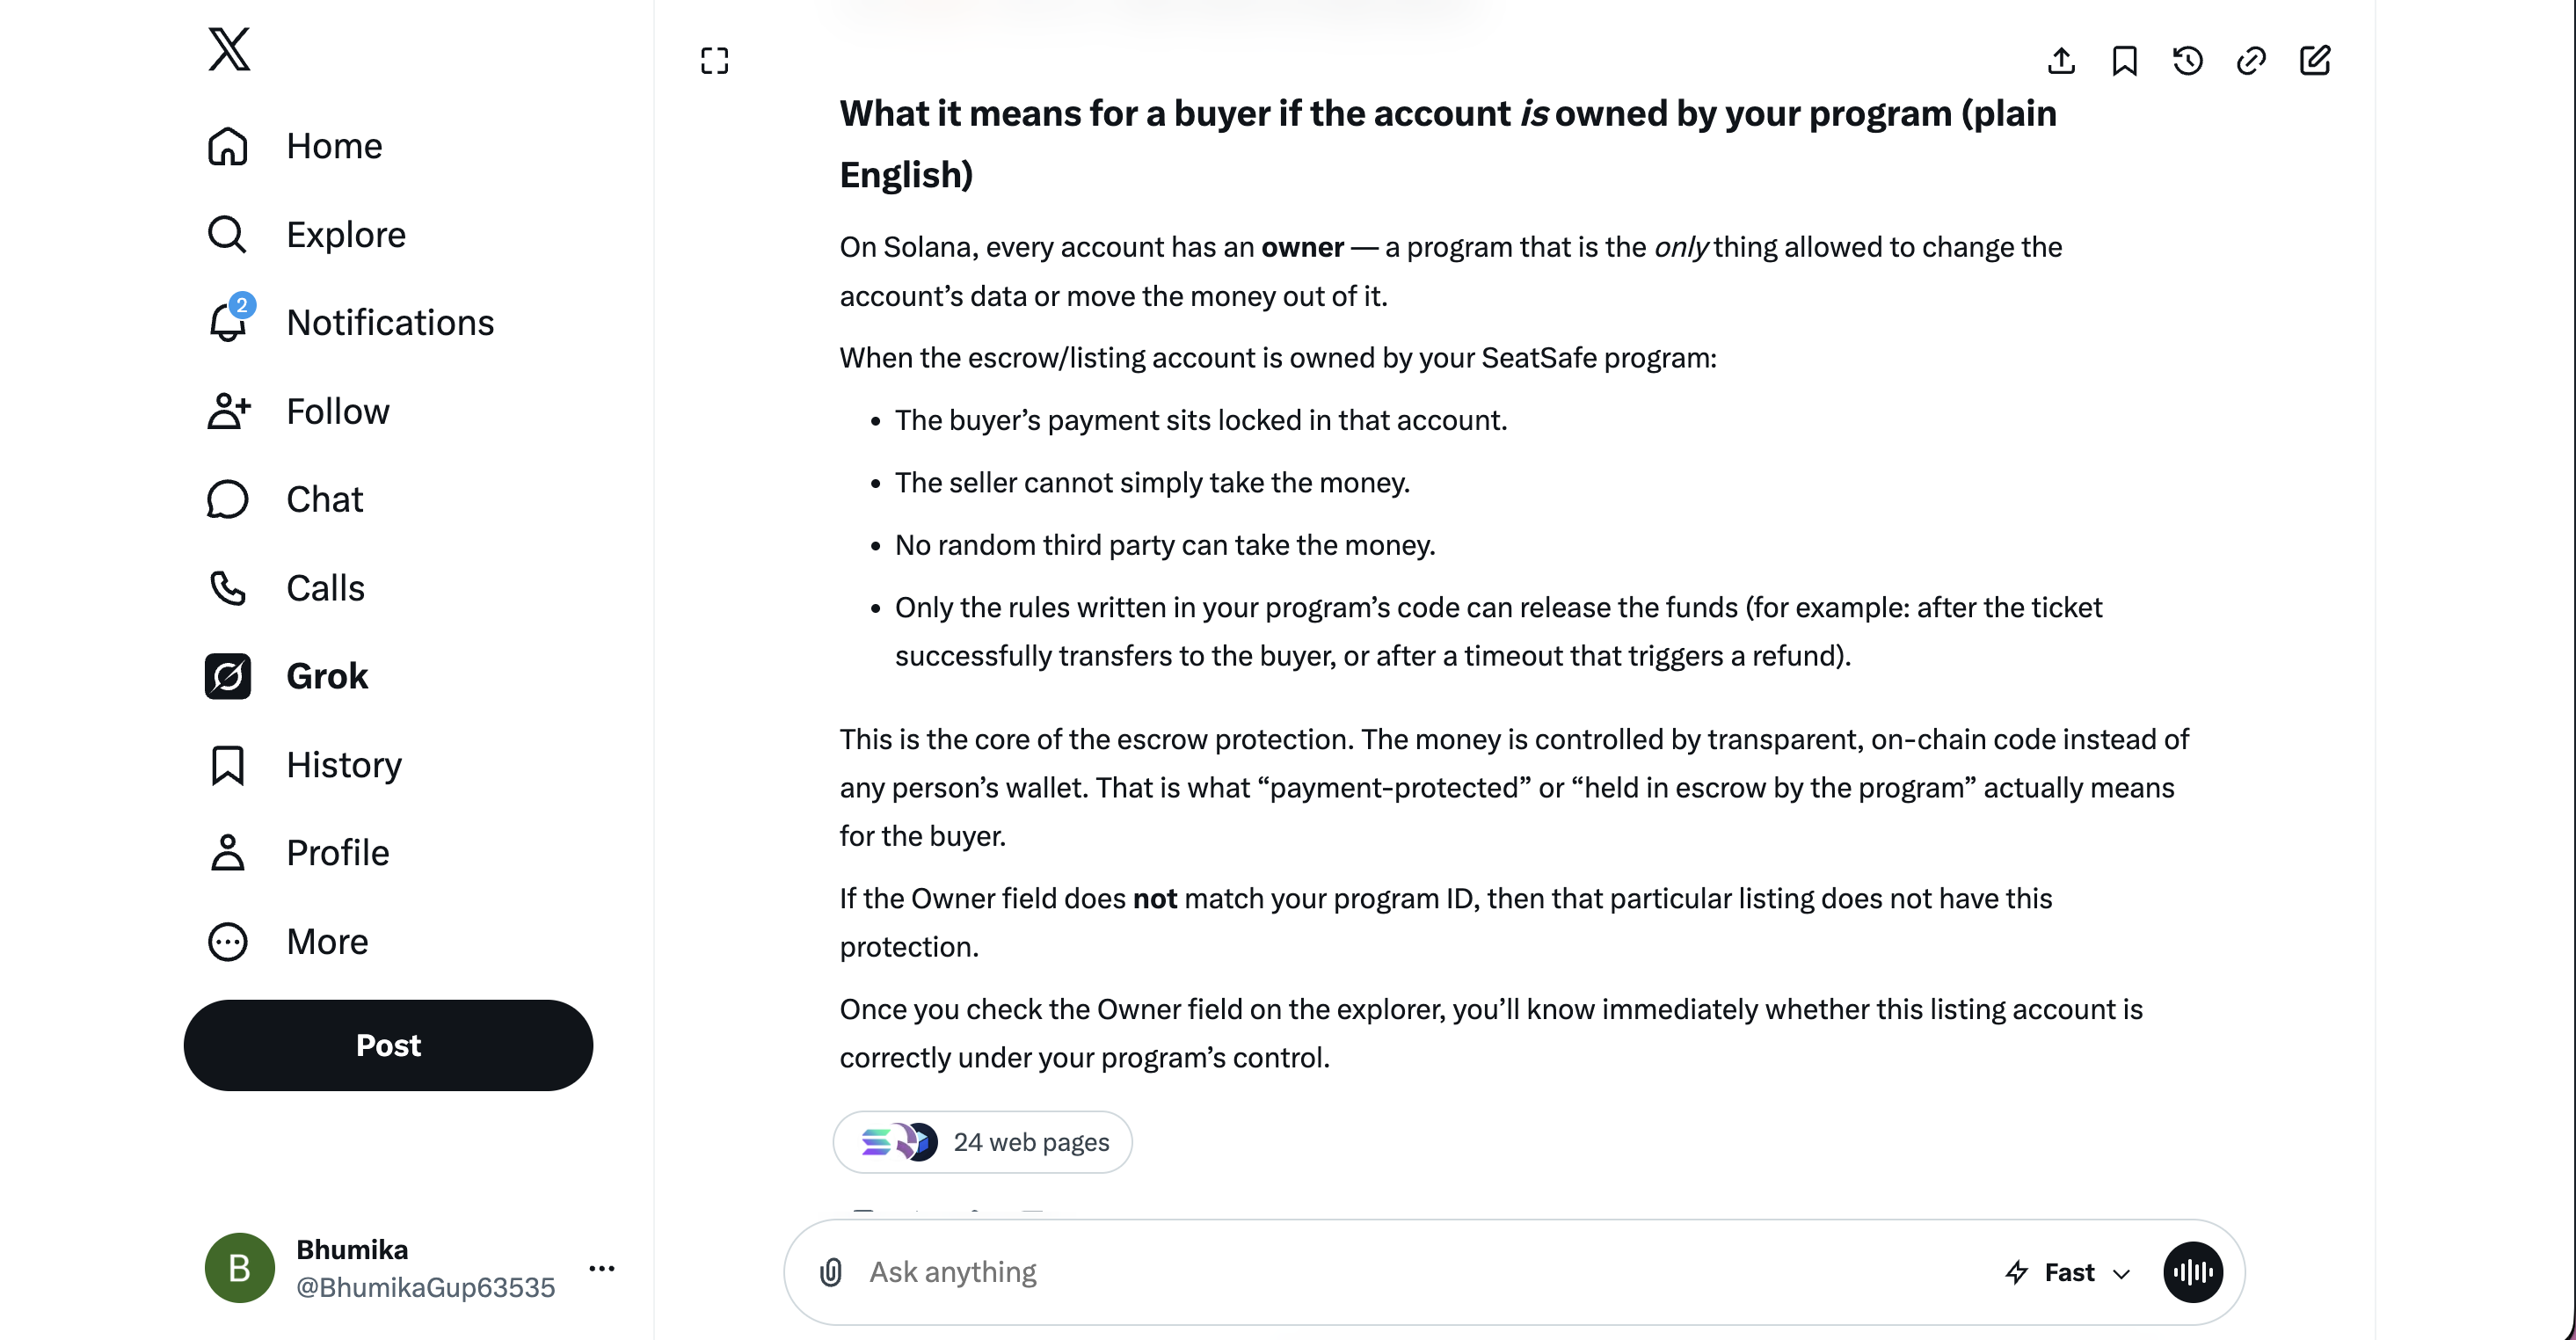 Home
Explore
2
Notifications
Follow
Chat
Calls
Grok
History
Profile
More
Post
B
Bhumika
@BhumikaGup63535
What it means for a buyer if the account is owned by your program (plain
English)
On Solana, every account has an owner — a program that is the only thing allowed to change the
account’s data or move the money out of it.
When the escrow/listing account is owned by your SeatSafe program:
• The buyer’s payment sits locked in that account.
• The seller cannot simply take the money.
• No random third party can take the money.
• Only the rules written in your program’s code can release the funds (for example: after the ticket
successfully transfers to the buyer, or after a timeout that triggers a refund).
This is the core of the escrow protection. The money is controlled by transparent, on-chain code instead of
any person’s wallet. That is what “payment-protected” or “held in escrow by the program” actually means
for the buyer.
If the Owner field does not match your program ID, then that particular listing does not have this
protection.
Once you check the Owner field on the explorer, you’ll know immediately whether this listing account is
correctly under your program’s control.
24 web pages
Ask anything
Fast